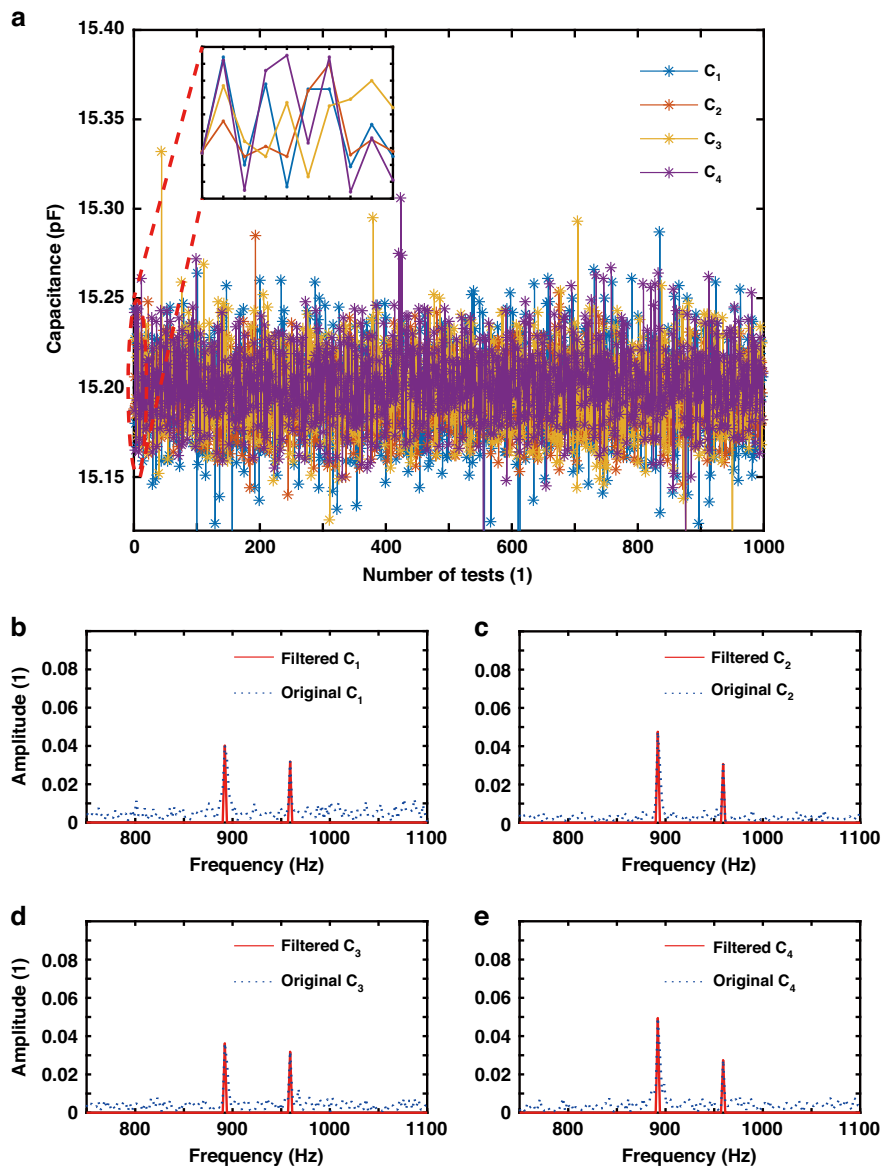 a
15.40
15.35
15.30
15.25
15.20
15.15
Capacitance (pF)
C1
C2
C3
C4
0 200 400 600 800 1000
Number of tests (1)
b
0.08
0.06
0.04
0.02
0
Amplitude (1)
Filtered C1
Original C1
800 900 1000 1100
Frequency (Hz)
c
0.08
0.06
0.04
0.02
0
Filtered C2
Original C2
800 900 1000 1100
Frequency (Hz)
d
0.08
0.06
0.04
0.02
0
Amplitude (1)
Filtered C3
Original C3
800 900 1000 1100
Frequency (Hz)
e
0.08
0.06
0.04
0.02
0
Filtered C4
Original C4
800 900 1000 1100
Frequency (Hz)